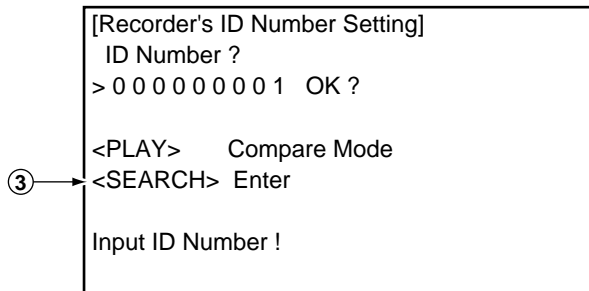 [Recorder's ID Number Setting]
ID Number ?
> 0 0 0 0 0 0 0 0 1 OK ?
<PLAY> Compare Mode
③ <SEARCH> Enter
Input ID Number !